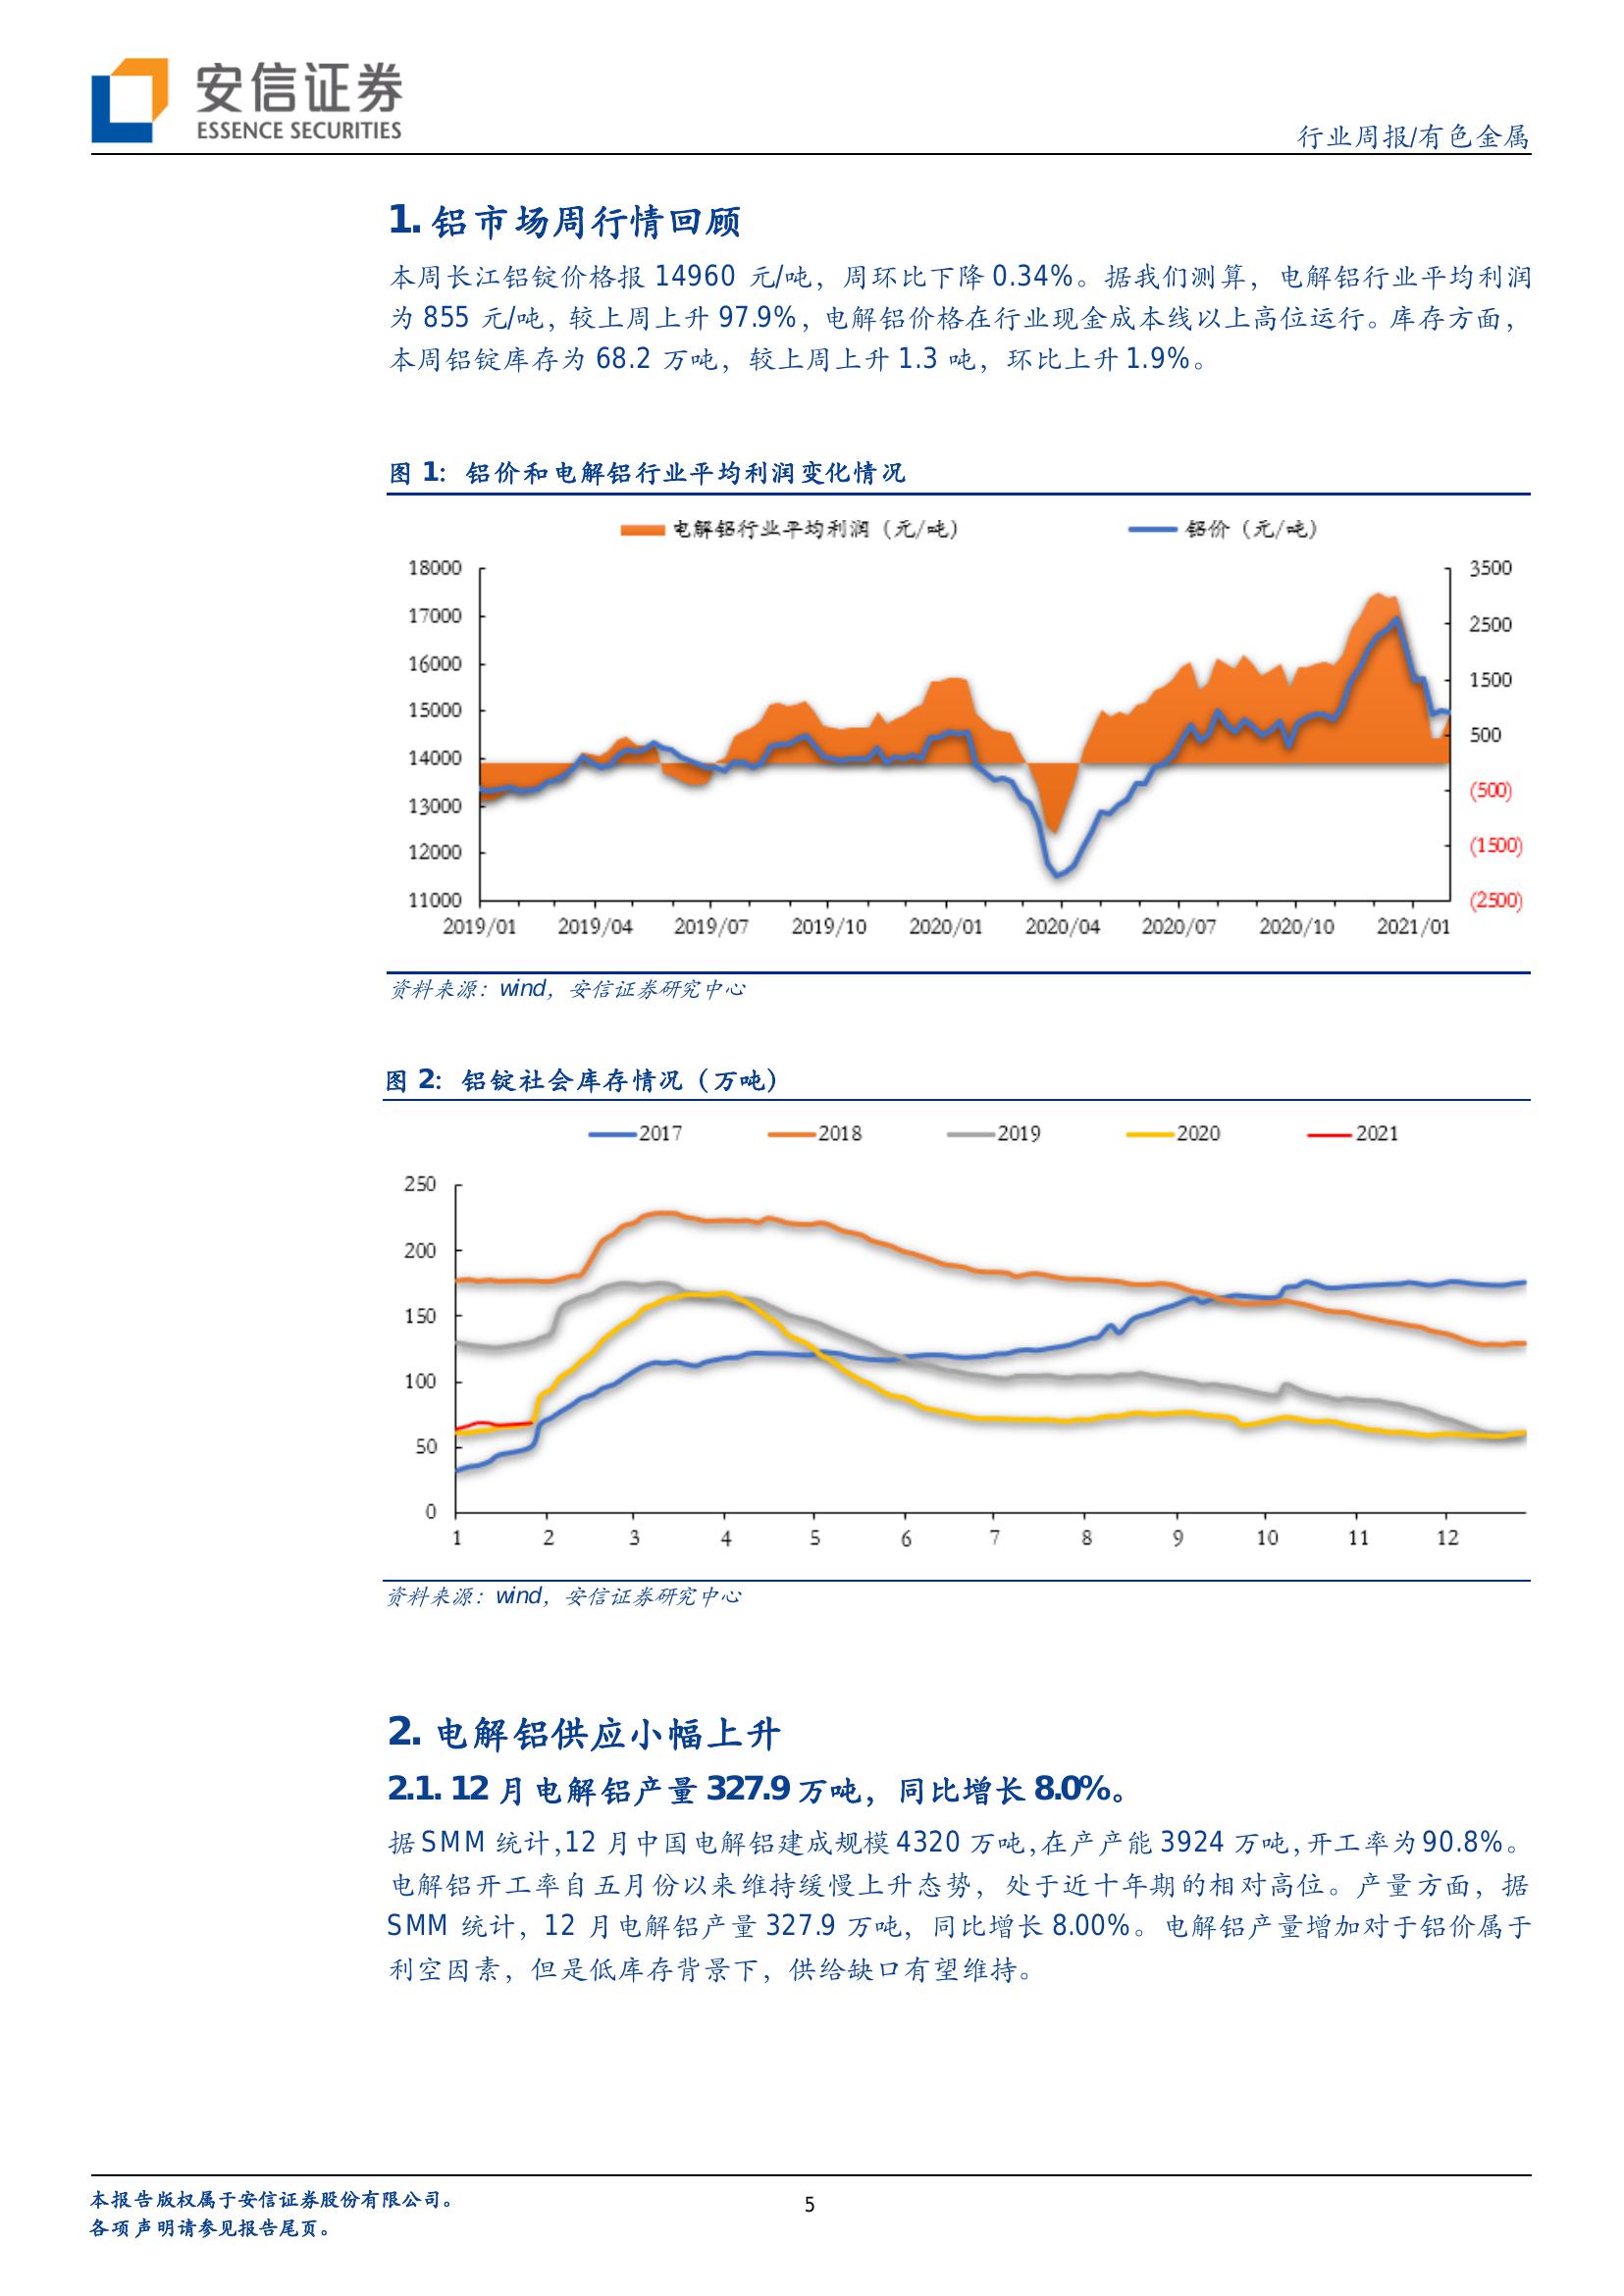 安信证券
ESSENCE SECURITIES
行业周报/有色金属
1. 铝市场周行情回顾
本周长江铝锭价格报 14960 元/吨，周环比下降 0.34%。据我们测算，电解铝行业平均利润
为 855 元/吨，较上周上升 97.9%，电解铝价格在行业现金成本线以上高位运行。库存方面，
本周铝锭库存为 68.2 万吨，较上周上升 1.3 吨，环比上升 1.9%。
图 1：铝价和电解铝行业平均利润变化情况
电解铝行业平均利润（元/吨） 铝价（元/吨）
18000 3500
17000 2500
16000 1500
15000 500
14000 (500)
13000 (1500)
12000 (2500)
11000
2019/01 2019/04 2019/07 2019/10 2020/01 2020/04 2020/07 2020/10 2021/01
资料来源：wind，安信证券研究中心
图 2：铝锭社会库存情况（万吨）
2017 2018 2019 2020 2021
250
200
150
100
50
0
1 2 3 4 5 6 7 8 9 10 11 12
资料来源：wind，安信证券研究中心
2. 电解铝供应小幅上升
2.1. 12 月电解铝产量 327.9 万吨，同比增长 8.0%。
据 SMM 统计,12 月中国电解铝建成规模 4320 万吨,在产产能 3924 万吨,开工率为 90.8%。
电解铝开工率自五月份以来维持缓慢上升态势，处于近十年期的相对高位。产量方面，据
SMM 统计，12 月电解铝产量 327.9 万吨，同比增长 8.00%。电解铝产量增加对于铝价属于
利空因素，但是低库存背景下，供给缺口有望维持。
本报告版权属于安信证券股份有限公司。
各项声明请参见报告尾页。
5